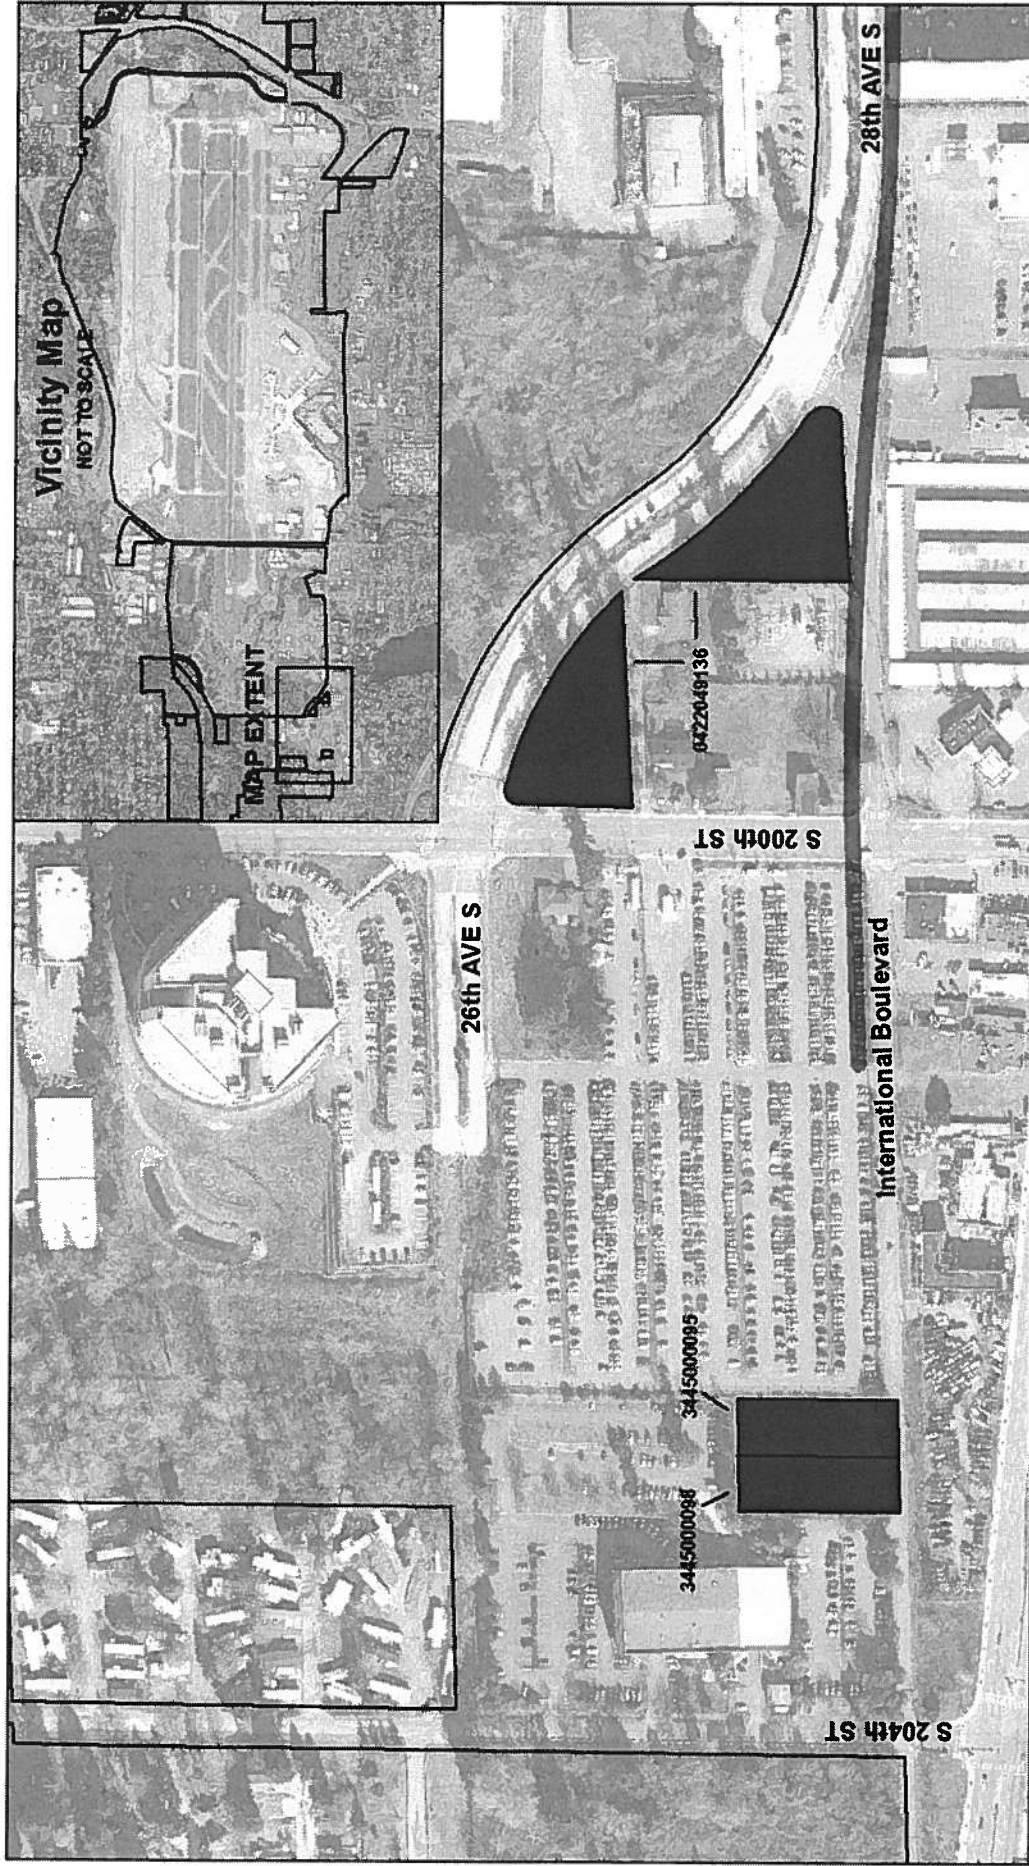 Vicinity Map
NOT TO SCALE
MAP EXTENT
28th AVE S
0422049136
S 200th ST
26th AVE S
International Boulevard
3445000095
3445000098
S 204th ST